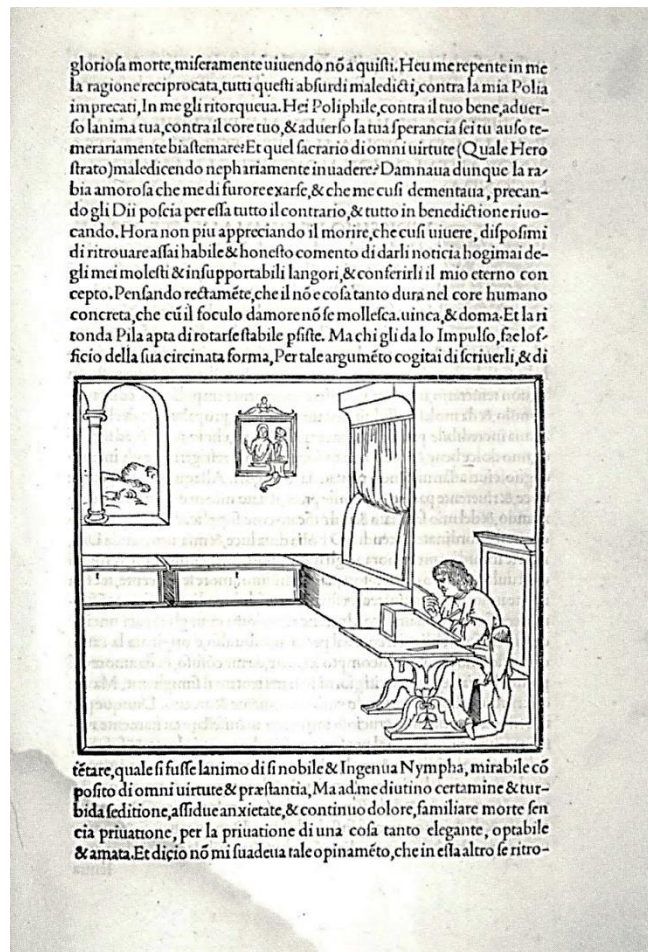 gloriosa morte,miseramente uiuendo nõ a quisti. Heu me repente in me
la ragione reciprocata,tutti questi absurdi maledicti,contra la mia Polia
imprecati,In me gli ritorqueua. Hei Poliphile,contra il tuo bene,aduer-
so lanima tua,contra il core tuo,& aduerso la tua sperancia sei tu auso te-
merariamente biastemare? Et quel sacrario di omni uirtute (Quale Hero
strato) maledicendo nephariamente inuadere? Damnaua dunque la ra-
bia amorosa che me di furore exarse,& che me cusi dementaua, precan-
do gli Dii poscia per essa tutto il contrario,& tutto in benedictione riuo-
cando. Hora non piu appreciando il morire,che cusi uiuere, disposimi
di ritrouare assai habile & honesto comento di darli noticia hogimai de-
gli mei molesti & insupportabili langori,& conferirli il mio eterno con
cepto. Pensando rectamẽte,che il nõ e cosa tanto dura nel core humano
concreta,che cũ il foculo damore nõ se mollesca.uinca,& doma. Et la ri
tonda Pila apta di rotarse stabile psiste. Ma chi gli da lo Impulso,fae lof-
ficio della sua circinata forma,Per tale argumẽto cogitai di scriuerli,& di
tẽtare,quale si fusse lanimo di si nobile & Ingenua Nympha, mirabile cõ
posito di omni uirtute & præstantia, Ma ad me diutino certamine & tur-
bida seditione,assidue anxietate,& continuo dolore,familiare morte sen
cia priuatione, per la priuatione di una cosa tanto elegante, optabile
& amata. Et dicio nõ mi suadeua tale opinamẽto,che in essa altro se ritro-